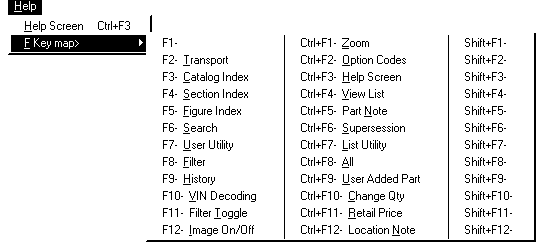 Help
Help Screen Ctrl+F3
F Key map>
F1- Ctrl+F1- Zoom Shift+F1-
F2- Transport Ctrl+F2- Option Codes Shift+F2-
F3- Catalog Index Ctrl+F3- Help Screen Shift+F3-
F4- Section Index Ctrl+F4- View List Shift+F4-
F5- Figure Index Ctrl+F5- Part Note Shift+F5-
F6- Search Ctrl+F6- Supersession Shift+F6-
F7- User Utility Ctrl+F7- List Utility Shift+F7-
F8- Filter Ctrl+F8- All Shift+F8-
F9- History Ctrl+F9- User Added Part Shift+F9-
F10- VIN Decoding Ctrl+F10- Change Qty Shift+F10-
F11- Filter Toggle Ctrl+F11- Retail Price Shift+F11-
F12- Image On/Off Ctrl+F12- Location Note Shift+F12-